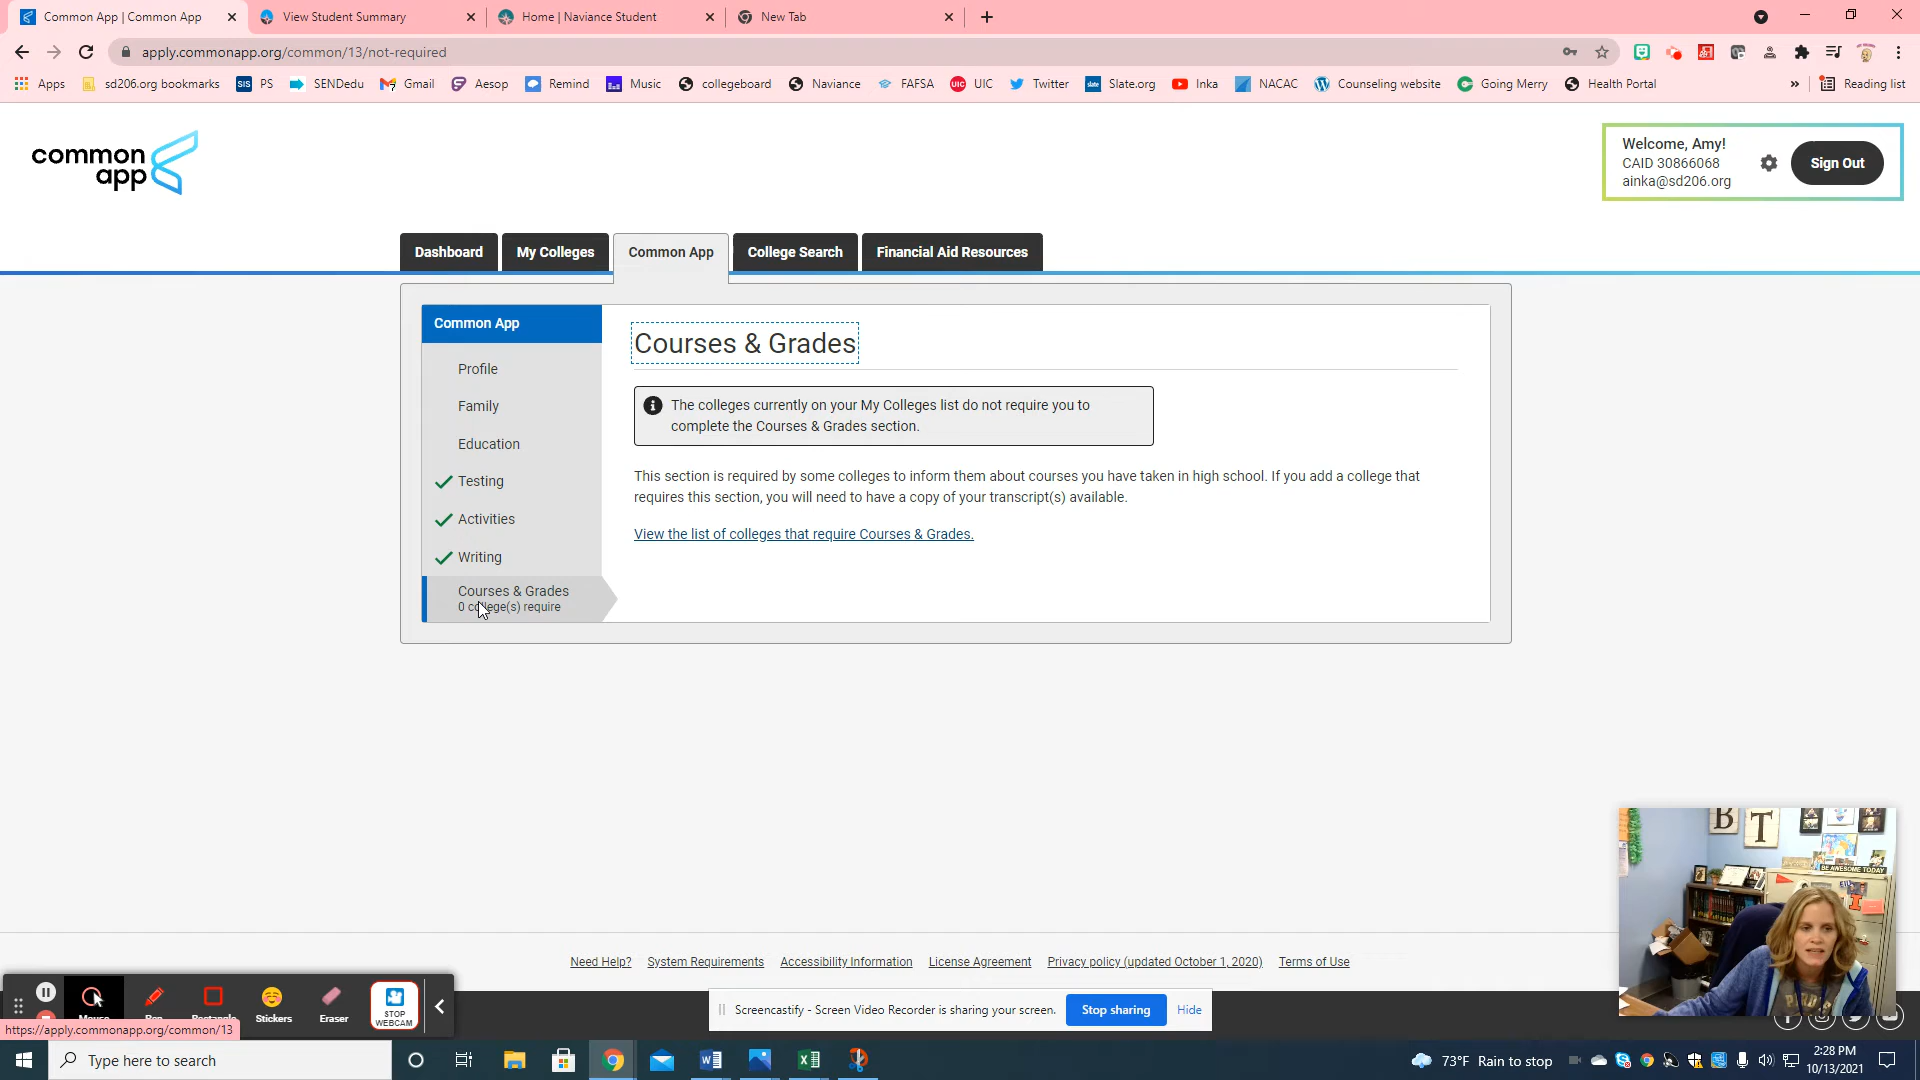 Common App | Common App
View Student Summary
Home | Naviance Student
New Tab
apply.commonapp.org/common/13/not-required
Apps
sd206.org bookmarks
SIS PS
SENDedu
Gmail
Aesop
Remind
Music
collegeboard
Naviance
FAFSA
UIC UIC
Twitter
slate Slate.org
Inka
NACAC
Counseling website
Going Merry
Health Portal
»
Reading list
common
app
Welcome, Amy!
CAID 30866068
ainka@sd206.org
Sign Out
Dashboard
My Colleges
Common App
College Search
Financial Aid Resources
Common App
Profile
Family
Education
Testing
Activities
Writing
Courses & Grades
0 college(s) require
Courses & Grades
The colleges currently on your My Colleges list do not require you to
complete the Courses & Grades section.
This section is required by some colleges to inform them about courses you have taken in high school. If you add a college that
requires this section, you will need to have a copy of your transcript(s) available.
View the list of colleges that require Courses & Grades.
B T
BE AWESOME TODAY
Need Help?
System Requirements
Accessibility Information
License Agreement
Privacy policy (updated October 1, 2020)
Terms of Use
Mouse
Pen
Rectangle
Stickers
Eraser
STOP
WEBCAM
Screencastify - Screen Video Recorder is sharing your screen.
Stop sharing
Hide
https://apply.commonapp.org/common/13
Type here to search
73°F Rain to stop
2:28 PM
10/13/2021